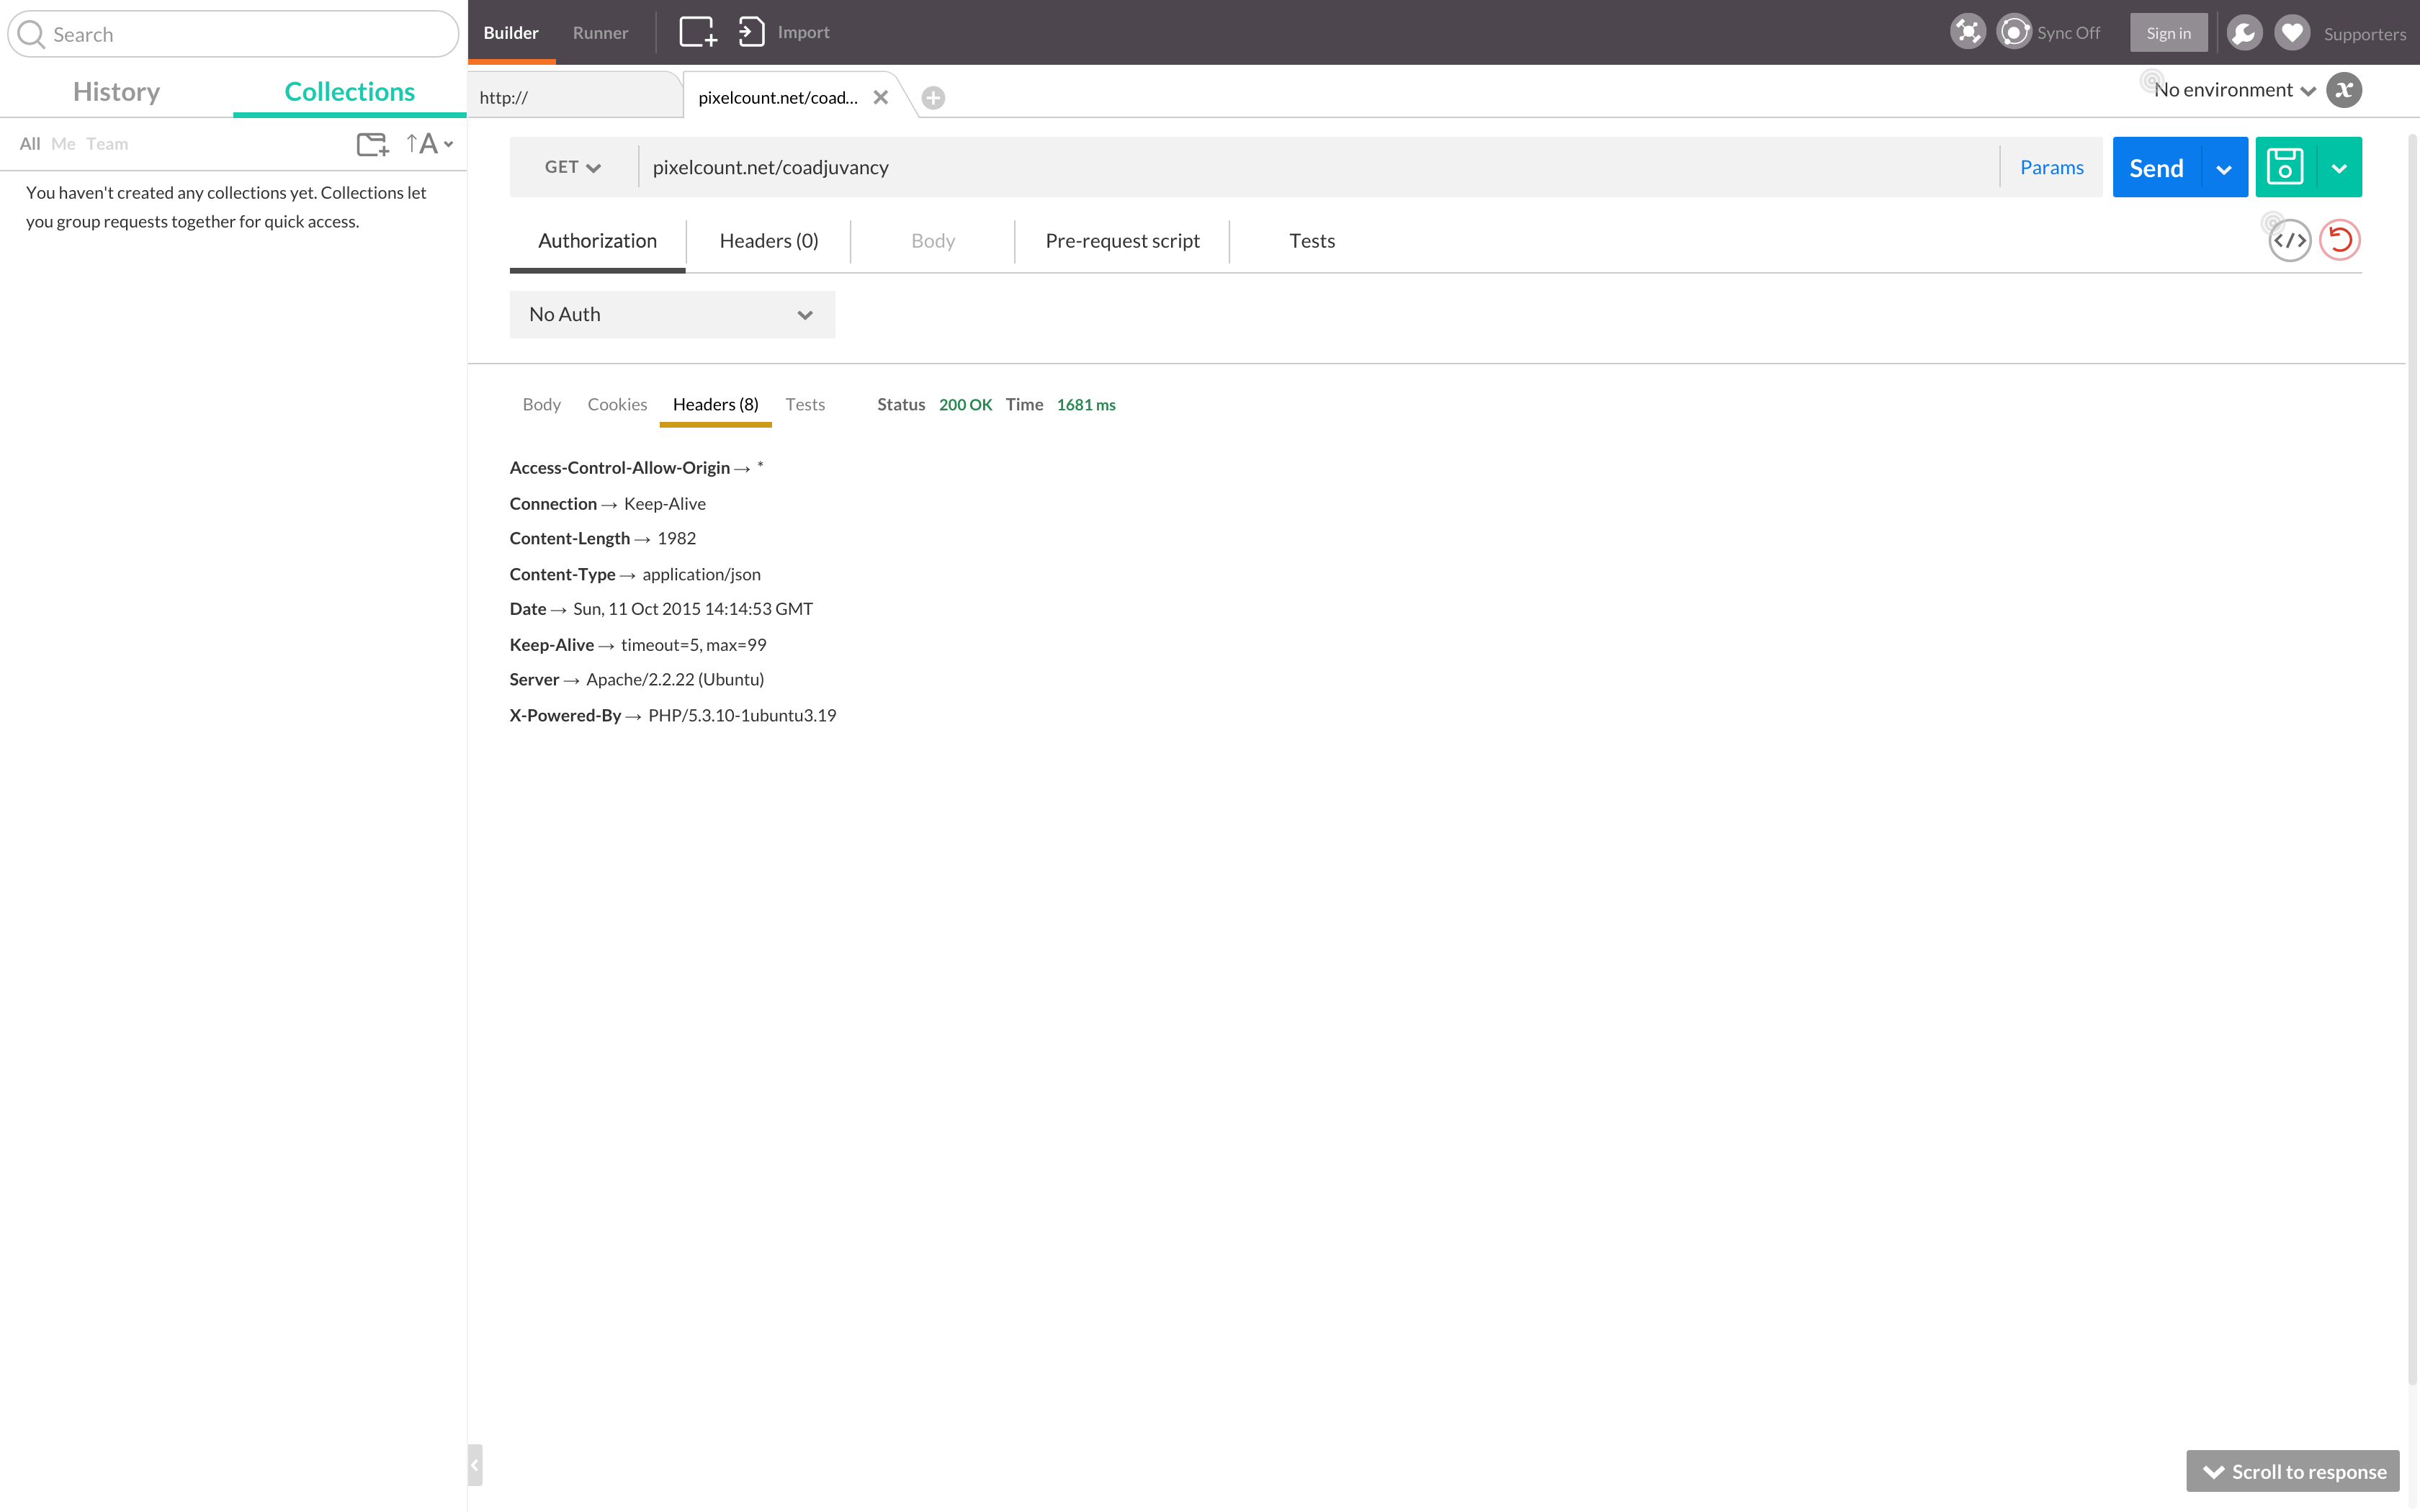 Search
Builder Runner Import Sync Off Sign in Supporters
History Collections
http:// pixelcount.net/coad... No environment
All Me Team
You haven't created any collections yet. Collections let
you group requests together for quick access.
GET pixelcount.net/coadjuvancy Params Send
Authorization Headers (0) Body Pre-request script Tests
No Auth
Body Cookies Headers (8) Tests Status 200 OK Time 1681 ms
Access-Control-Allow-Origin → *
Connection → Keep-Alive
Content-Length → 1982
Content-Type → application/json
Date → Sun, 11 Oct 2015 14:14:53 GMT
Keep-Alive → timeout=5, max=99
Server → Apache/2.2.22 (Ubuntu)
X-Powered-By → PHP/5.3.10-1ubuntu3.19
Scroll to response